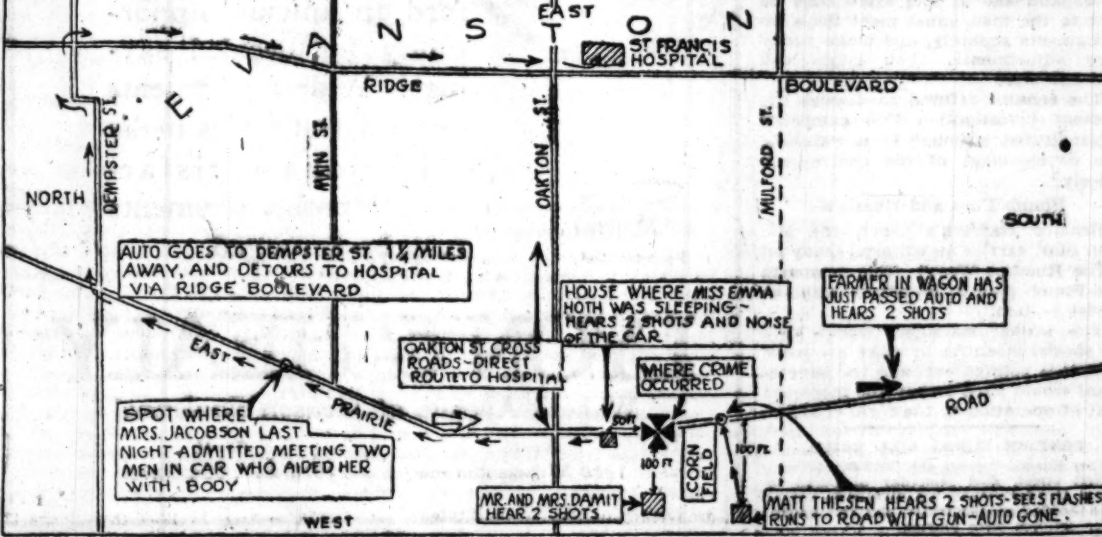 EAST
EVANSTON
ST FRANCIS
HOSPITAL
RIDGE
BOULEVARD
DEMPSTER ST.
MAIN ST.
OAKTON ST.
MULFORD ST.
NORTH
SOUTH
AUTO GOES TO DEMPSTER ST. 1 1/4 MILES
AWAY, AND DETOURS TO HOSPITAL
VIA RIDGE BOULEVARD
HOUSE WHERE MISS EMMA
HOTH WAS SLEEPING~
HEARS 2 SHOTS AND NOISE
OF THE CAR
FARMER IN WAGON HAS
JUST PASSED AUTO AND
HEARS 2 SHOTS
OAKTON ST. CROSS
ROADS-DIRECT
ROUTE TO HOSPITAL
WHERE CRIME
OCCURRED
EAST
PRAIRIE
ROAD
SPOT WHERE
MRS. JACOBSON LAST
NIGHT ADMITTED MEETING TWO
MEN IN CAR WHO AIDED HER
WITH BODY
50FT
100 FT
CORN
FIELD
100 FT.
MR. AND MRS. DAMIT
HEAR 2 SHOTS
MATT THIESEN HEARS 2 SHOTS-SEES FLASHES
RUNS TO ROAD WITH GUN-AUTO GONE.
WEST